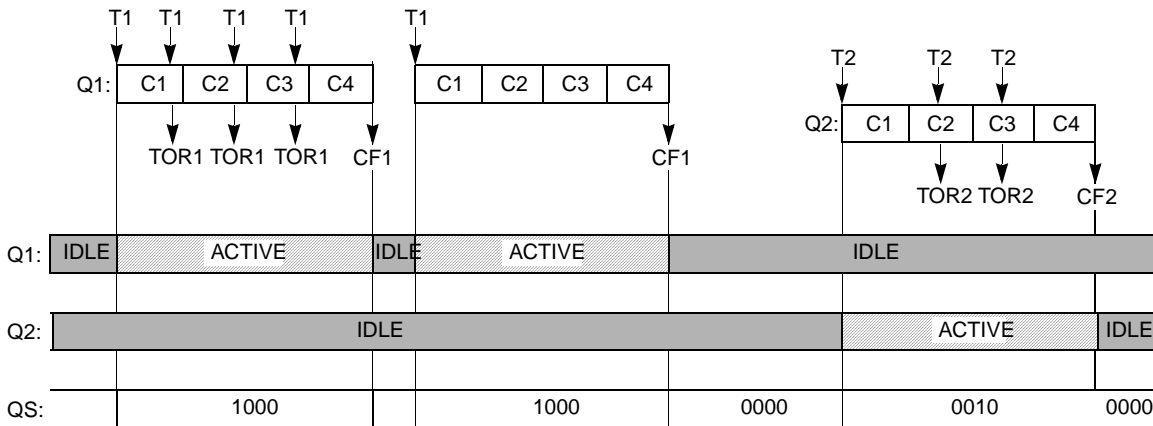 T1 T1 T1 T1 T1
T2 T2 T2
Q1: C1 C2 C3 C4 C1 C2 C3 C4
Q2: C1 C2 C3 C4
TOR1 TOR1 TOR1 CF1 CF1
TOR2 TOR2 CF2
Q1: IDLE ACTIVE IDLE ACTIVE IDLE
Q2: IDLE ACTIVE IDLE
QS: 1000 1000 0000 0010 0000